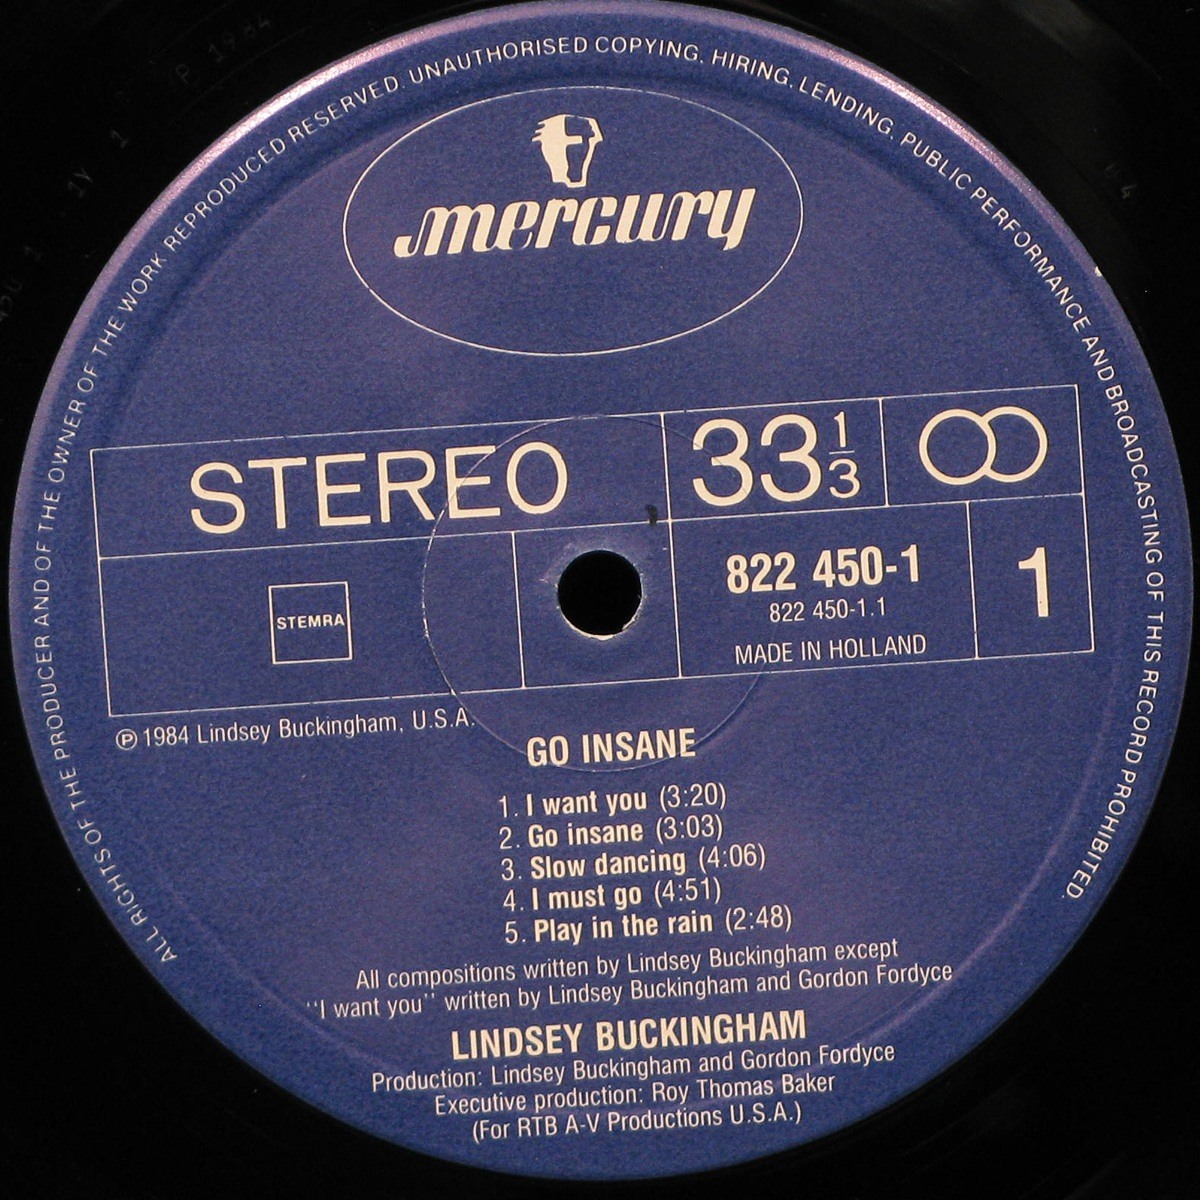 ALL RIGHTS OF THE PRODUCER AND OF THE OWNER OF THE WORK REPRODUCED RESERVED. UNAUTHORISED COPYING, HIRING, LENDING, PUBLIC PERFORMANCE AND BROADCASTING OF THIS RECORD PROHIBITED.
mercury
STEREO 33 1/3
822 450-1 1
STEMRA 822 450-1.1
MADE IN HOLLAND
℗ 1984 Lindsey Buckingham, U.S.A.
GO INSANE
1. I want you (3:20)
2. Go insane (3:03)
3. Slow dancing (4:06)
4. I must go (4:51)
5. Play in the rain (2:48)
All compositions written by Lindsey Buckingham except
"I want you" written by Lindsey Buckingham and Gordon Fordyce
LINDSEY BUCKINGHAM
Production: Lindsey Buckingham and Gordon Fordyce
Executive production: Roy Thomas Baker
(For RTB A-V Productions U.S.A.)